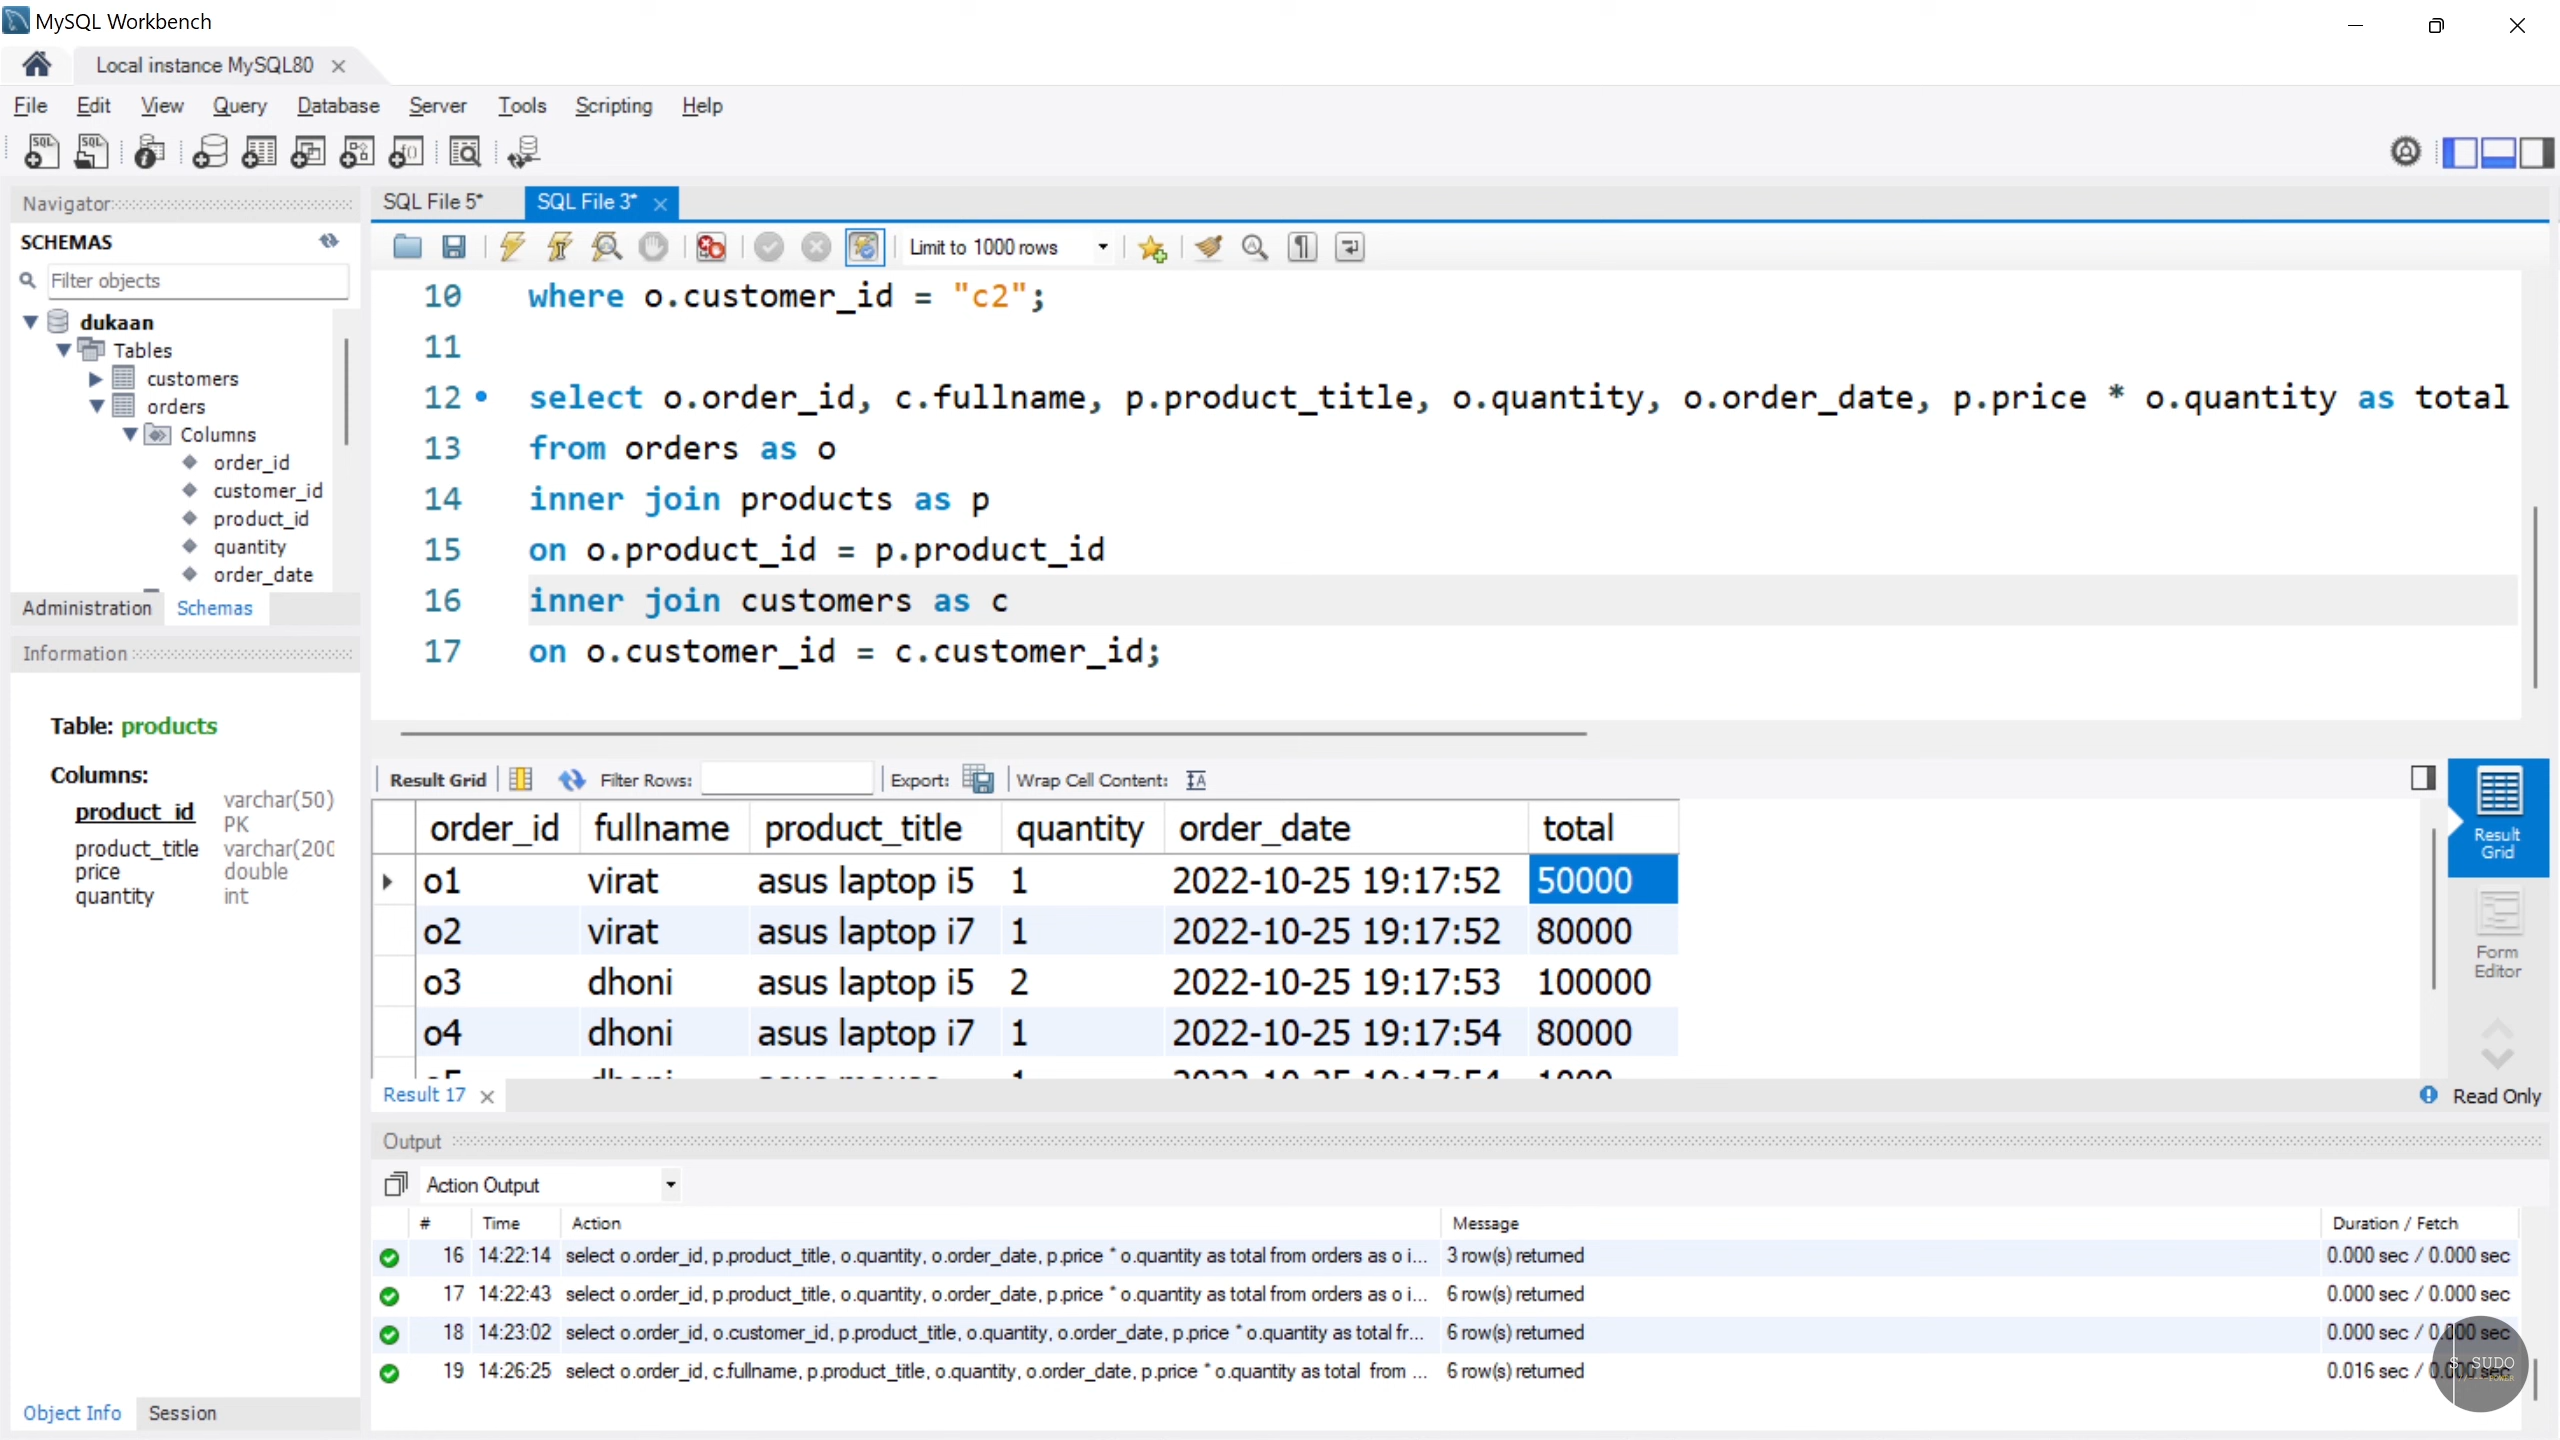 MySQL Workbench
Local instance MySQL80
File Edit View Query Database Server Tools Scripting Help
Navigator
SCHEMAS
Filter objects
dukaan
Tables
customers
orders
Columns
order_id
customer_id
product_id
quantity
order_date
Administration Schemas
Information
Table: products
Columns:
product_id varchar(50) PK
product_title varchar(200
price double
quantity int
Object Info Session
SQL File 5* SQL File 3*
Limit to 1000 rows
10 where o.customer_id = "c2";
11
12 select o.order_id, c.fullname, p.product_title, o.quantity, o.order_date, p.price * o.quantity as total
13 from orders as o
14 inner join products as p
15 on o.product_id = p.product_id
16 inner join customers as c
17 on o.customer_id = c.customer_id;
Result Grid Filter Rows: Export: Wrap Cell Content:
order_id fullname product_title quantity order_date total
o1 virat asus laptop i5 1 2022-10-25 19:17:52 50000
o2 virat asus laptop i7 1 2022-10-25 19:17:52 80000
o3 dhoni asus laptop i5 2 2022-10-25 19:17:53 100000
o4 dhoni asus laptop i7 1 2022-10-25 19:17:54 80000
Result Grid
Form Editor
Result 17
Read Only
Output
Action Output
# Time Action Message Duration / Fetch
16 14:22:14 select o.order_id, p.product_title, o.quantity, o.order_date, p.price * o.quantity as total from orders as o i... 3 row(s) returned 0.000 sec / 0.000 sec
17 14:22:43 select o.order_id, p.product_title, o.quantity, o.order_date, p.price * o.quantity as total from orders as o i... 6 row(s) returned 0.000 sec / 0.000 sec
18 14:23:02 select o.order_id, o.customer_id, p.product_title, o.quantity, o.order_date, p.price * o.quantity as total fr... 6 row(s) returned 0.000 sec / 0.000 sec
19 14:26:25 select o.order_id, c.fullname, p.product_title, o.quantity, o.order_date, p.price * o.quantity as total from ... 6 row(s) returned 0.016 sec / 0.000 sec
S SUDO